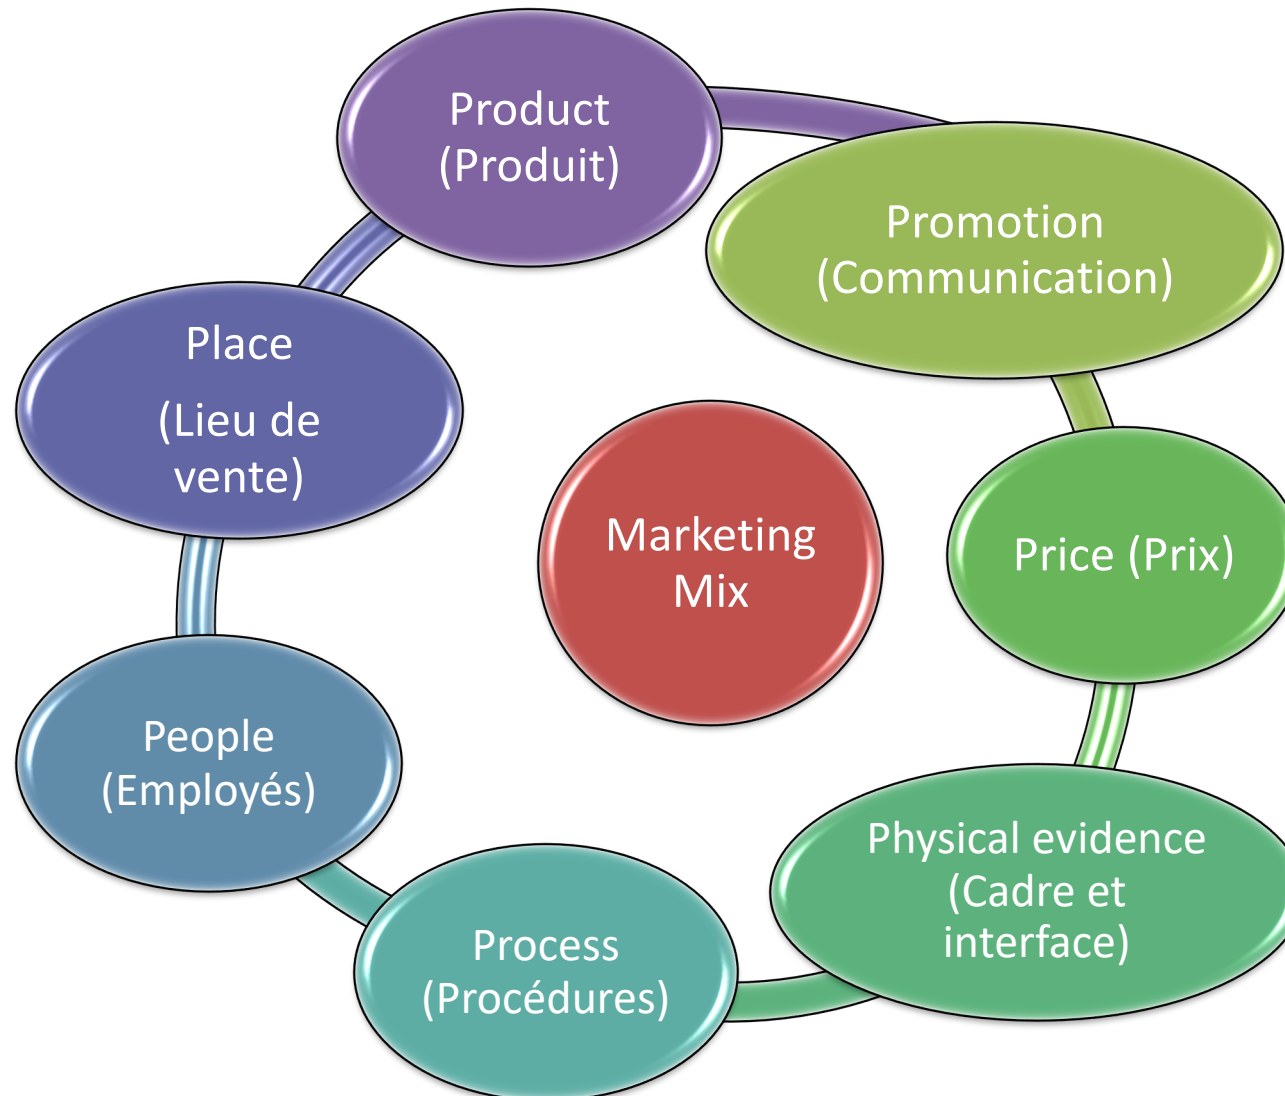 Product
(Produit)
Promotion
(Communication)
Place
(Lieu de
vente)
Marketing
Mix
Price (Prix)
People
(Employés)
Physical evidence
(Cadre et
interface)
Process
(Procédures)